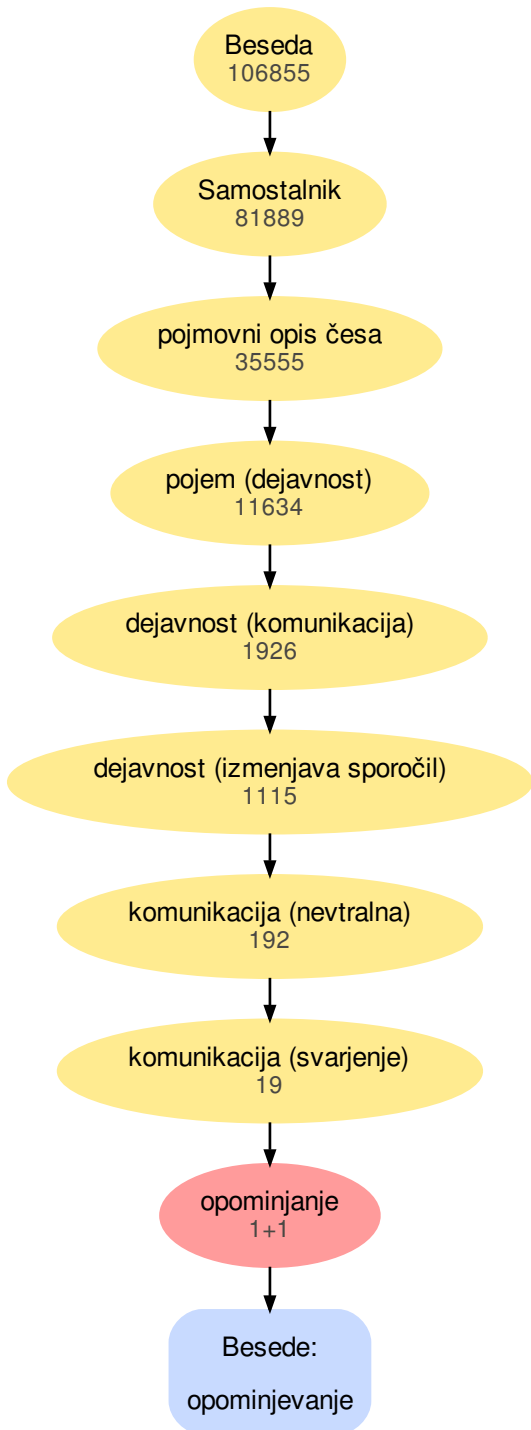 Beseda
106855
Samostalnik
81889
pojmovni opis česa
35555
pojem (dejavnost)
11634
dejavnost (komunikacija)
1926
dejavnost (izmenjava sporočil)
1115
komunikacija (nevtralna)
192
komunikacija (svarjenje)
19
opominjanje
1+1
Besede:
opominjevanje